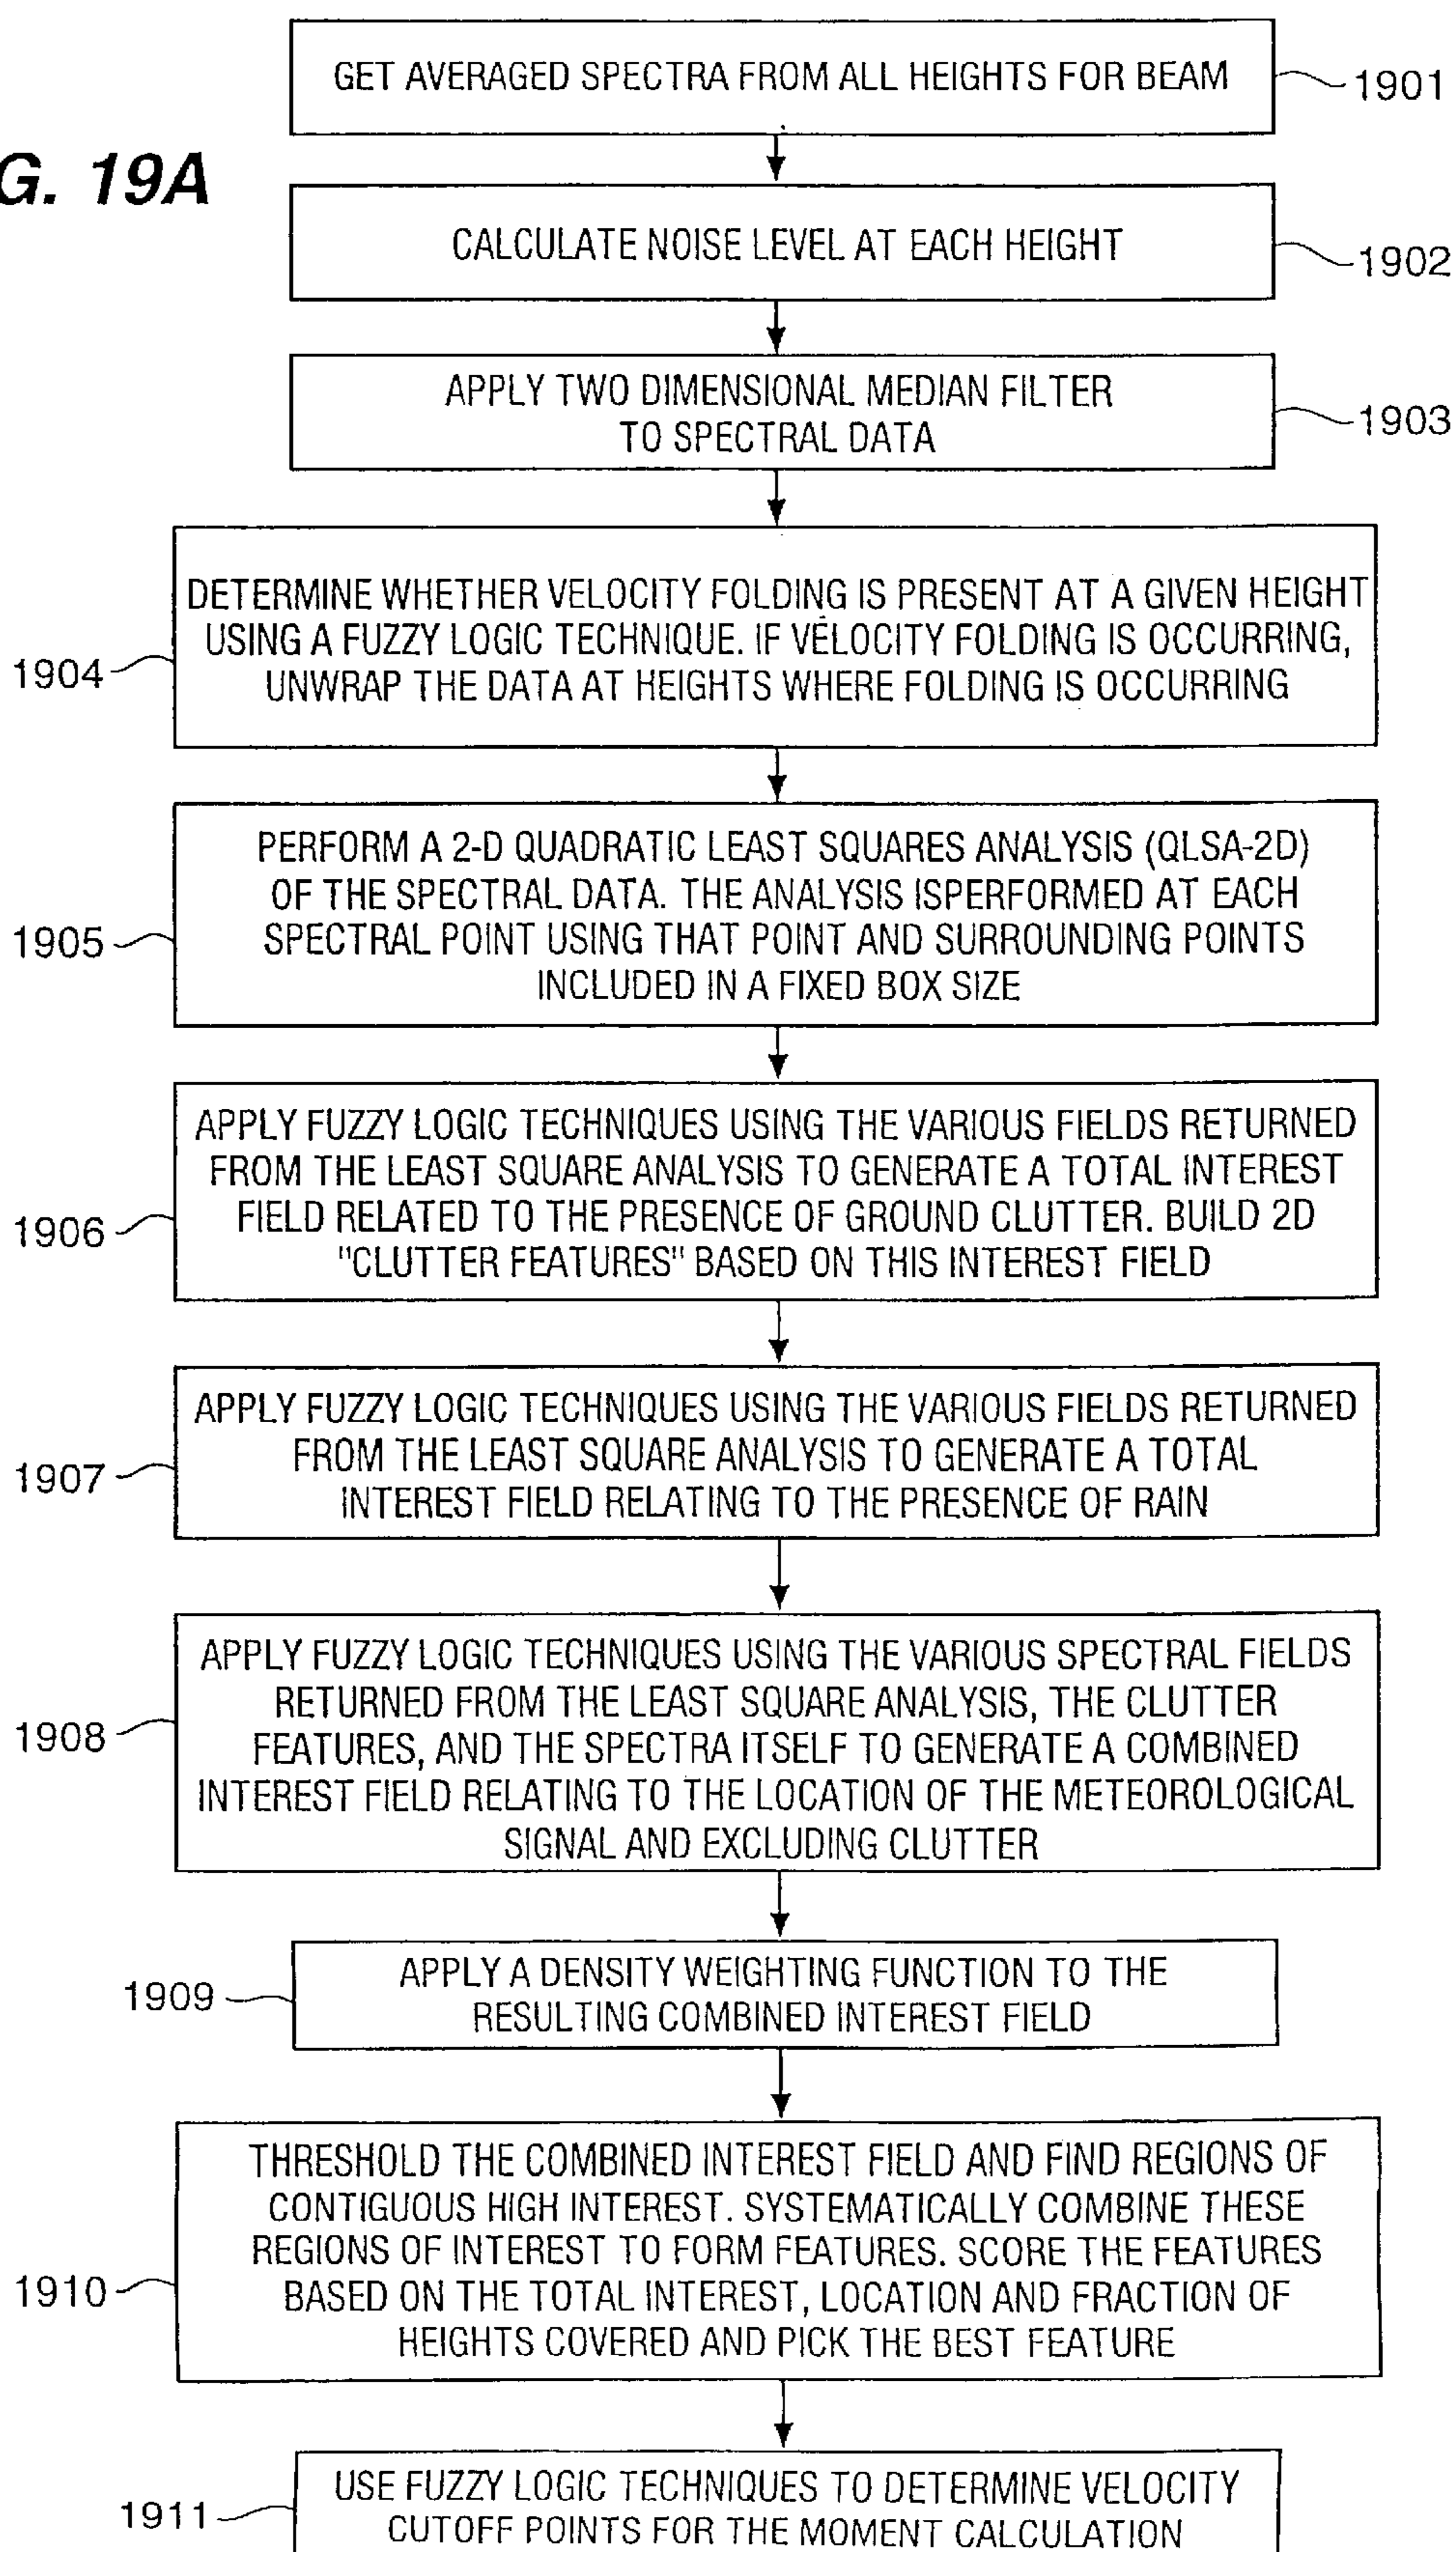 GET AVERAGED SPECTRA FROM ALL HEIGHTS FOR BEAM
1901
G. 19A
CALCULATE NOISE LEVEL AT EACH HEIGHT
1902
APPLY TWO DIMENSIONAL MEDIAN FILTER
TO SPECTRAL DATA
1903
DETERMINE WHETHER VELOCITY FOLDING IS PRESENT AT A GIVEN HEIGHT
USING A FUZZY LOGIC TECHNIQUE. IF VELOCITY FOLDING IS OCCURRING,
UNWRAP THE DATA AT HEIGHTS WHERE FOLDING IS OCCURRING
1904
PERFORM A 2-D QUADRATIC LEAST SQUARES ANALYSIS (QLSA-2D)
OF THE SPECTRAL DATA. THE ANALYSIS ISPERFORMED AT EACH
SPECTRAL POINT USING THAT POINT AND SURROUNDING POINTS
INCLUDED IN A FIXED BOX SIZE
1905
APPLY FUZZY LOGIC TECHNIQUES USING THE VARIOUS FIELDS RETURNED
FROM THE LEAST SQUARE ANALYSIS TO GENERATE A TOTAL INTEREST
FIELD RELATED TO THE PRESENCE OF GROUND CLUTTER. BUILD 2D
"CLUTTER FEATURES" BASED ON THIS INTEREST FIELD
1906
APPLY FUZZY LOGIC TECHNIQUES USING THE VARIOUS FIELDS RETURNED
FROM THE LEAST SQUARE ANALYSIS TO GENERATE A TOTAL
INTEREST FIELD RELATING TO THE PRESENCE OF RAIN
1907
APPLY FUZZY LOGIC TECHNIQUES USING THE VARIOUS SPECTRAL FIELDS
RETURNED FROM THE LEAST SQUARE ANALYSIS, THE CLUTTER
FEATURES, AND THE SPECTRA ITSELF TO GENERATE A COMBINED
INTEREST FIELD RELATING TO THE LOCATION OF THE METEOROLOGICAL
SIGNAL AND EXCLUDING CLUTTER
1908
APPLY A DENSITY WEIGHTING FUNCTION TO THE
RESULTING COMBINED INTEREST FIELD
1909
THRESHOLD THE COMBINED INTEREST FIELD AND FIND REGIONS OF
CONTIGUOUS HIGH INTEREST. SYSTEMATICALLY COMBINE THESE
REGIONS OF INTEREST TO FORM FEATURES. SCORE THE FEATURES
BASED ON THE TOTAL INTEREST, LOCATION AND FRACTION OF
HEIGHTS COVERED AND PICK THE BEST FEATURE
1910
USE FUZZY LOGIC TECHNIQUES TO DETERMINE VELOCITY
CUTOFF POINTS FOR THE MOMENT CALCULATION
1911